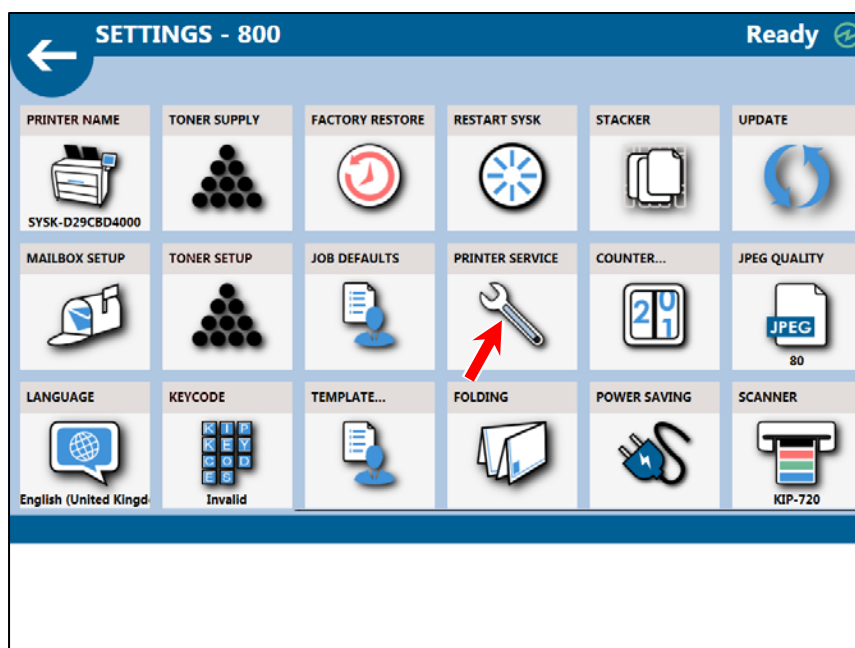 SETTINGS - 800
Ready
PRINTER NAME
TONER SUPPLY
FACTORY RESTORE
RESTART SYSK
STACKER
UPDATE
SYSK-D29CBD4000
MAILBOX SETUP
TONER SETUP
JOB DEFAULTS
PRINTER SERVICE
COUNTER...
JPEG QUALITY
2 0
1
JPEG
80
LANGUAGE
KEYCODE
TEMPLATE...
FOLDING
POWER SAVING
SCANNER
K I P
K E Y
C O D
E S
English (United Kingd
Invalid
KIP-720